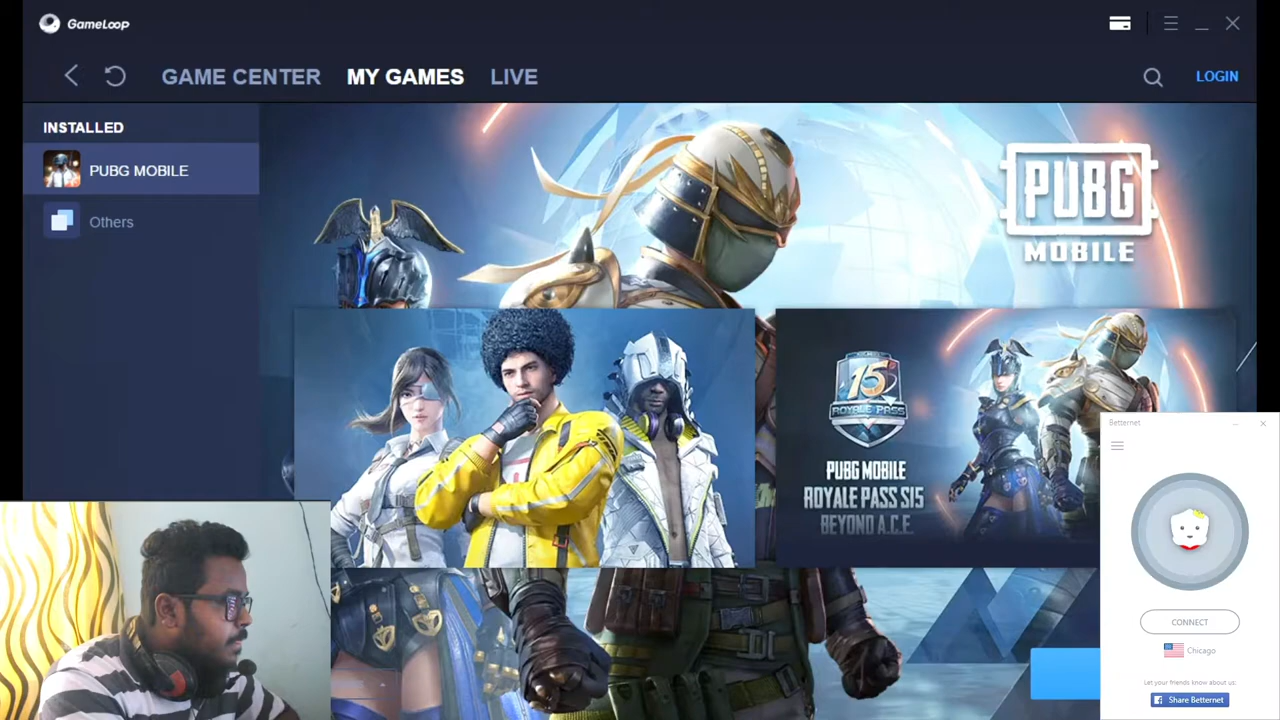 GameLoop
GAME CENTER
MY GAMES
LIVE
LOGIN
INSTALLED
PUBG MOBILE
Others
PUBG
MOBILE
15
ROYALE PASS
PUBG MOBILE
ROYALE PASS S15
BEYOND A.C.E.
Betternet
CONNECT
Chicago
Let your friends know about us:
Share Betternet